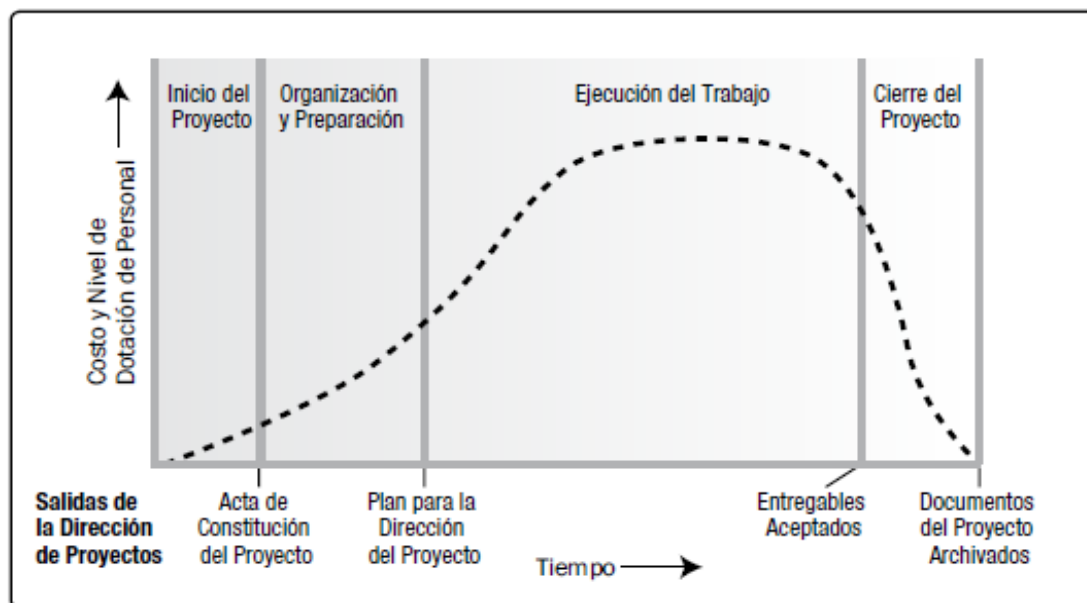 Inicio del
Proyecto
Organización
y Preparación
Ejecución del Trabajo
Cierre del
Proyecto
Costo y Nivel de
Dotación de Personal
Salidas de
la Dirección
de Proyectos
Acta de
Constitución
del Proyecto
Plan para la
Dirección
del Proyecto
Tiempo
Entregables
Aceptados
Documentos
del Proyecto
Archivados